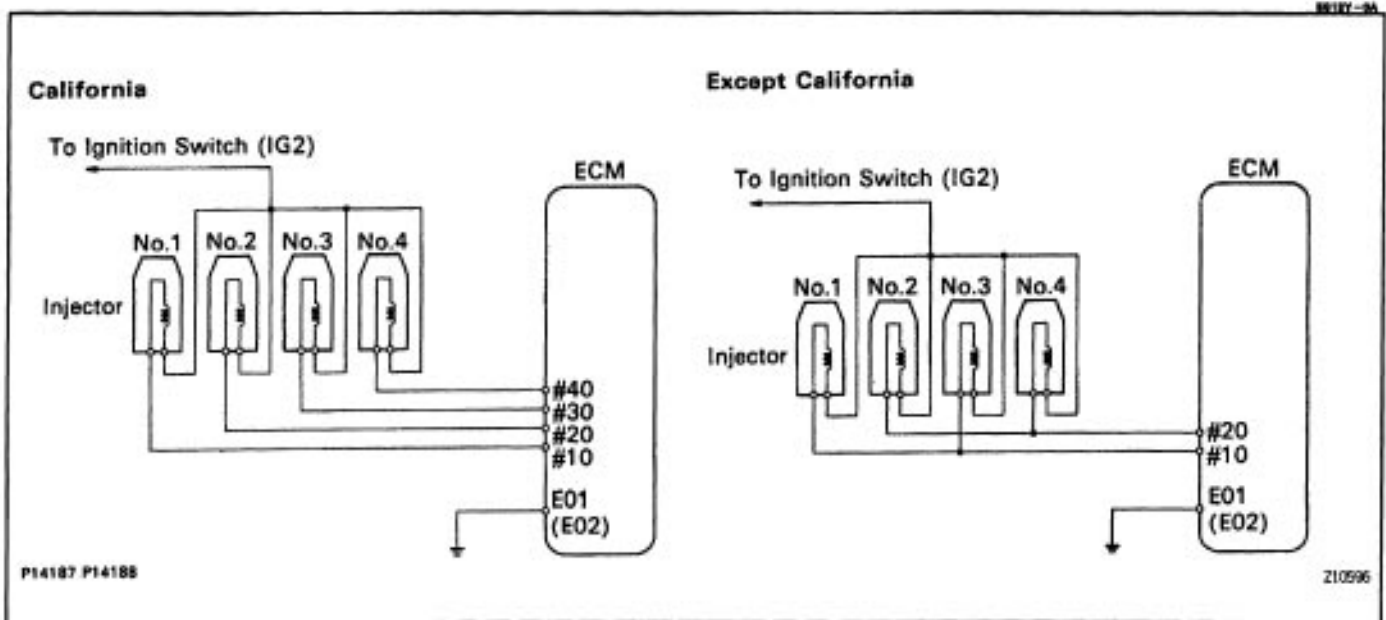 California
To Ignition Switch (IG2)
ECM
No.1 No.2 No.3 No.4
Injector
#40
#30
#20
#10
E01
(E02)
P14187 P14188
Except California
To Ignition Switch (IG2)
ECM
No.1 No.2 No.3 No.4
Injector
#20
#10
E01
(E02)
Z10596